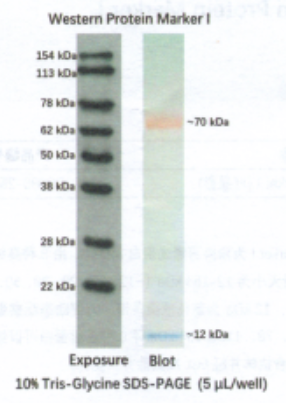 Western Protein Marker I
154 kDa
113 kDa
78 kDa
~70 kDa
62 kDa
50 kDa
38 kDa
28 kDa
22 kDa
~12 kDa
Exposure Blot
10% Tris-Glycine SDS-PAGE (5 μL/well)